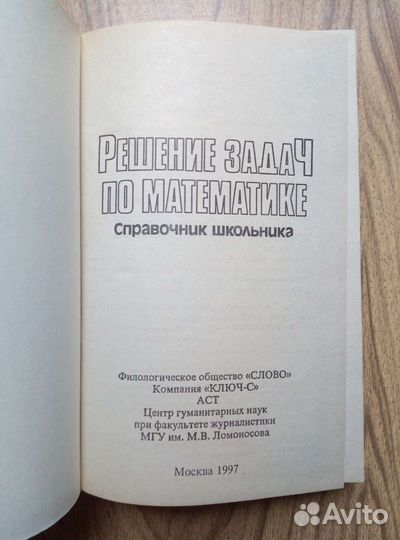 РЕШЕНИЕ ЗАДАЧ
ПО МАТЕМАТИКЕ
Справочник школьника
Филологическое общество «СЛОВО»
Компания «КЛЮЧ-С»
АСТ
Центр гуманитарных наук
при факультете журналистики
МГУ им. М.В. Ломоносова
Москва 1997
Avito